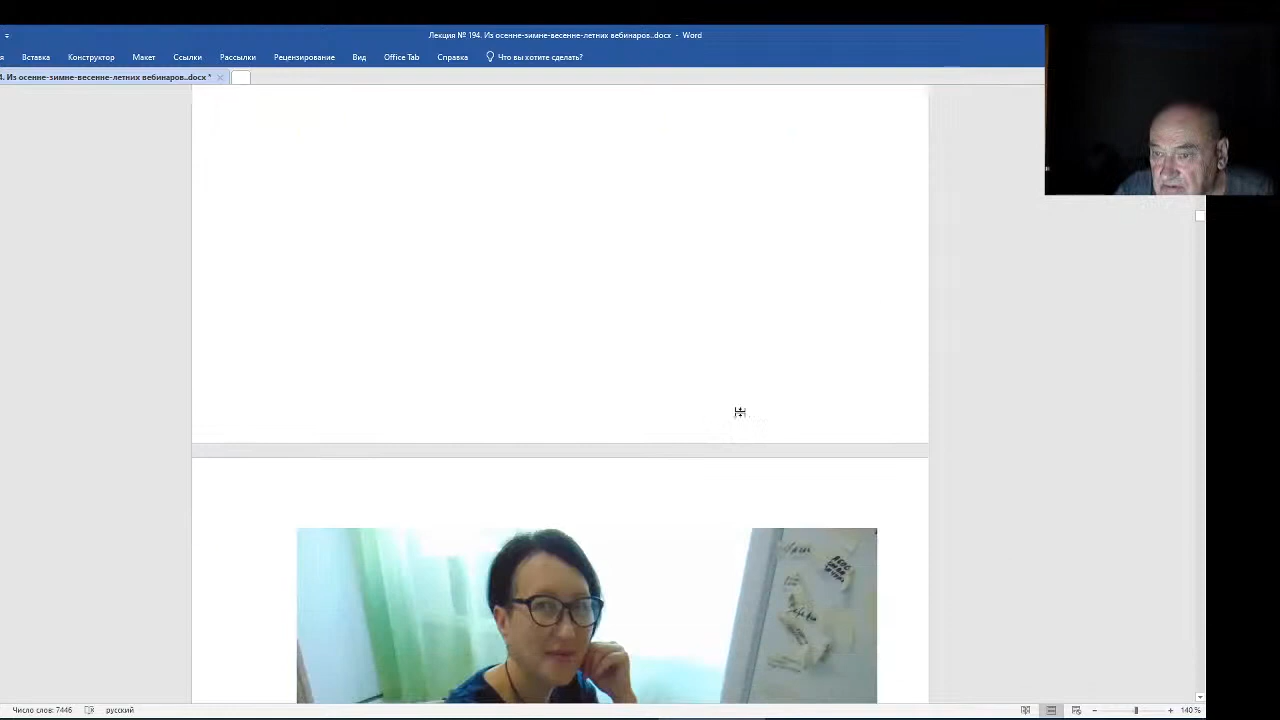 Лекция № 194. Из осенне-зимне-весенне-летних вебинаров..docx - Word
я Вставка Конструктор Макет Ссылки Рассылки Рецензирование Вид Office Tab Справка Что вы хотите сделать?
4. Из осенне-зимне-весенне-летних вебинаров..docx *
Число слов: 7446 русский 140 %